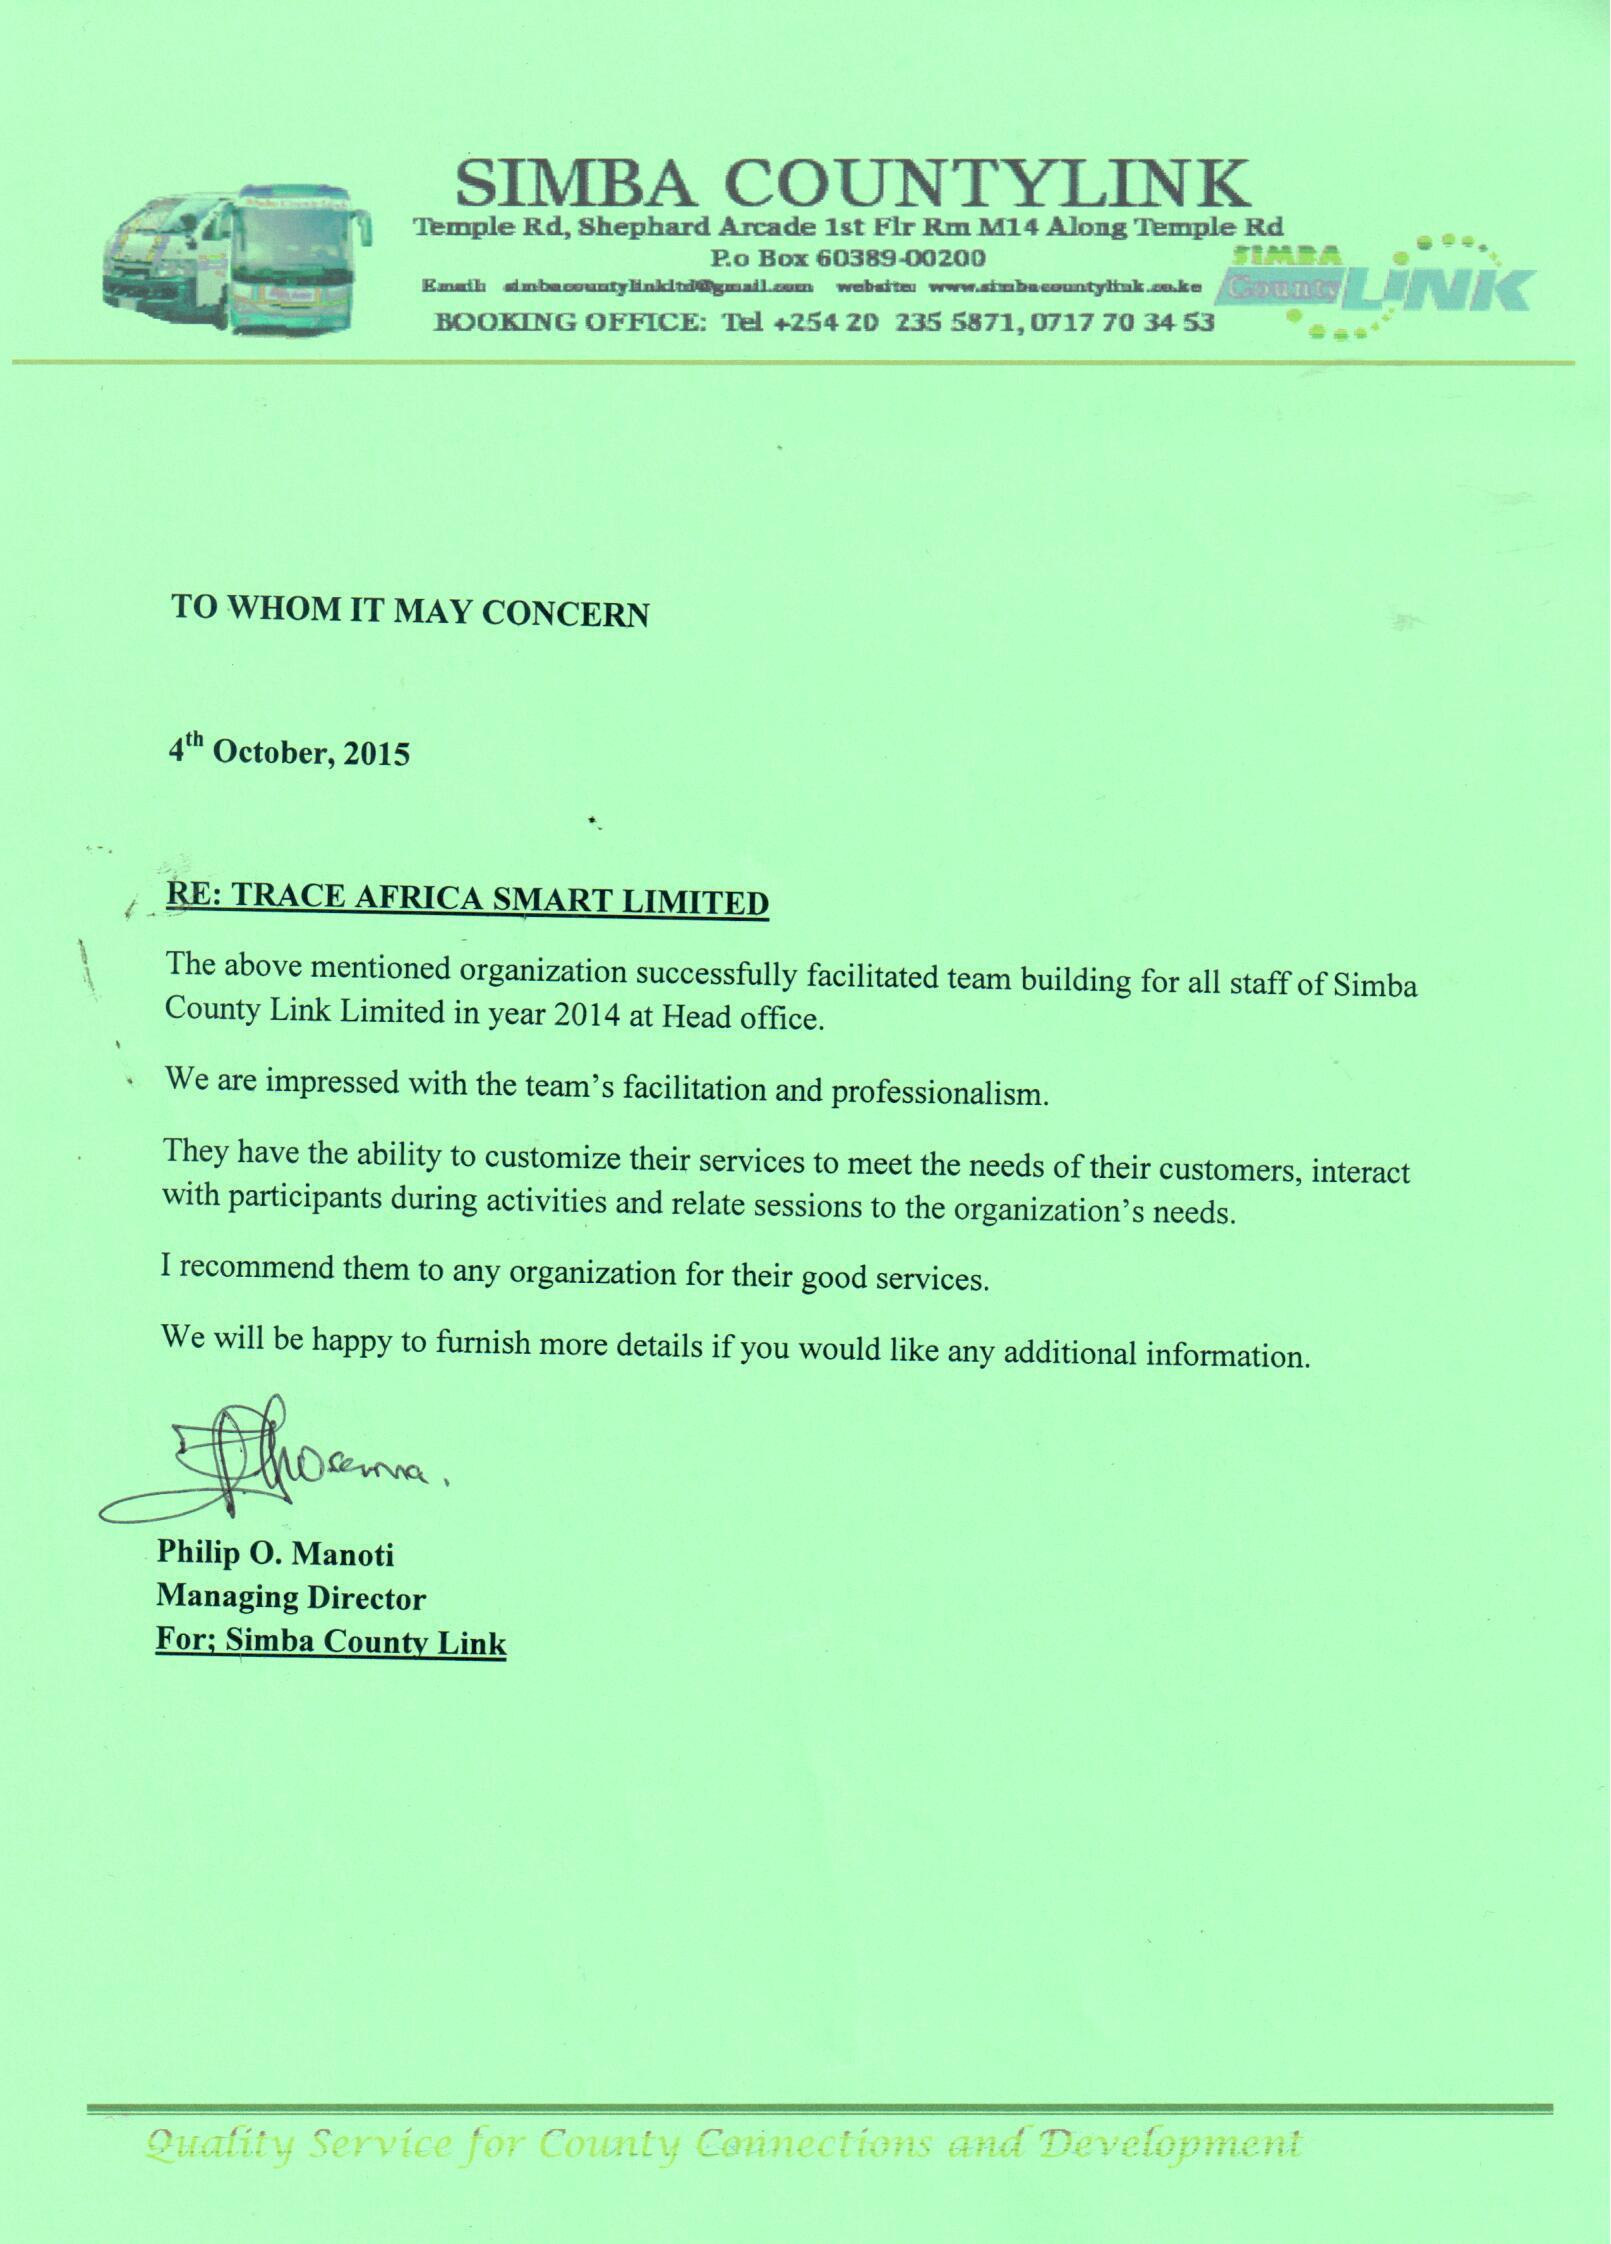 SIMBA COUNTYLINK
Temple Rd, Shephard Arcade 1st Flr Rm M14 Along Temple Rd
P.o Box 60389-00200
Email: simbacountylinkltd@gmail.com website: www.simbacountylink.co.ke
BOOKING OFFICE: Tel +254 20 235 5871, 0717 70 34 53
SIMBA
County LINK
TO WHOM IT MAY CONCERN
4th October, 2015
RE: TRACE AFRICA SMART LIMITED
The above mentioned organization successfully facilitated team building for all staff of Simba
County Link Limited in year 2014 at Head office.
We are impressed with the team’s facilitation and professionalism.
They have the ability to customize their services to meet the needs of their customers, interact
with participants during activities and relate sessions to the organization’s needs.
I recommend them to any organization for their good services.
We will be happy to furnish more details if you would like any additional information.
Philip O. Manoti
Managing Director
For; Simba County Link
Quality Service for County Connections and Development